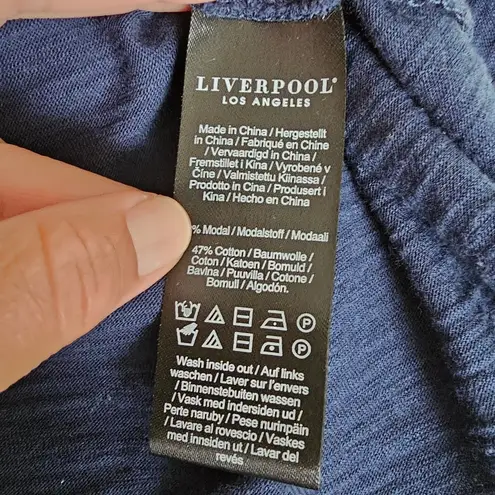 LIVERPOOL®
LOS ANGELES
Made in China / Hergestellt
in China / Fabriqué en Chine
/ Vervaardigd in China /
Fremstillet i Kina / Vyrobené v
Číne / Valmistettu Kiinassa /
Prodotto in Cina / Produsert i
Kina / Hecho en China
% Modal / Modalstoff / Modaali
47% Cotton / Baumwolle /
Coton / Katoen / Bomuld /
Bavlna / Puuvilla / Cotone /
Bomull / Algodón.
P
P
Wash inside out / Auf links
waschen / Laver sur l'envers
/ Binnenstebuiten wassen
/ Vask med indersiden ud /
Perte naruby / Pese nurinpäin
/ Lavare a rovescio / Vaskes
med innsiden ut / Lavar del
revés